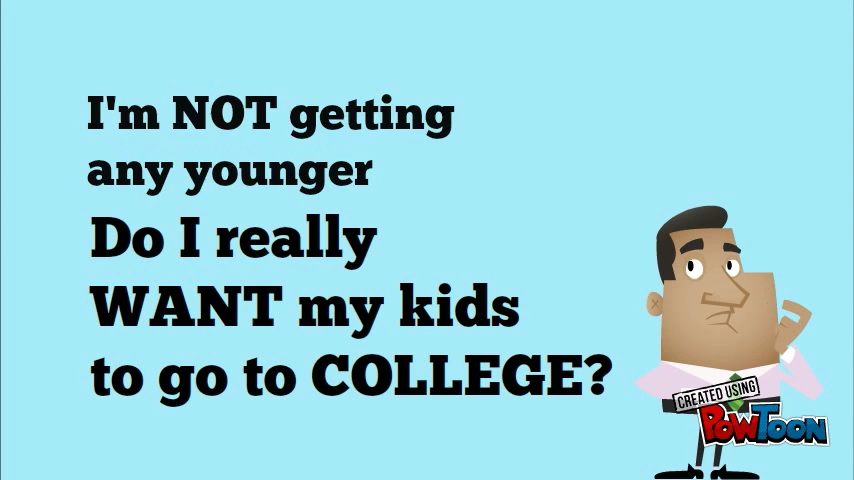 I'm NOT getting
any younger
Do I really
WANT my kids
to go to COLLEGE?
CREATED USING
POWTOON